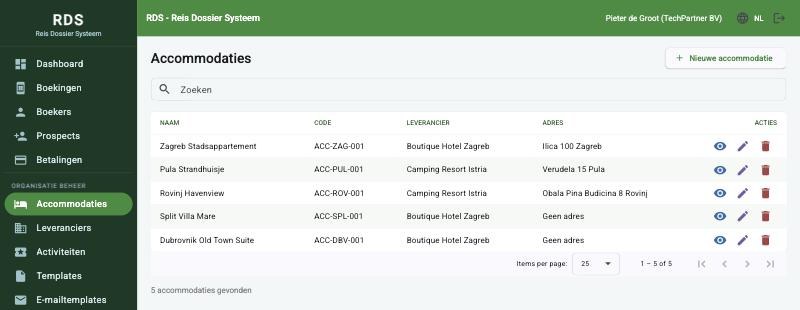 RDS
Reis Dossier Systeem
Dashboard
Boekingen
Boekers
Prospects
Betalingen
ORGANISATIE BEHEER
Accommodaties
Leveranciers
Activiteiten
Templates
E-mailtemplates
RDS - Reis Dossier Systeem
Pieter de Groot (TechPartner BV)
NL
Accommodaties
+ Nieuwe accommodatie
Zoeken
NAAM CODE LEVERANCIER ADRES ACTIES
Zagreb Stadsappartement ACC-ZAG-001 Boutique Hotel Zagreb Ilica 100 Zagreb
Pula Strandhuisje ACC-PUL-001 Camping Resort Istria Verudela 15 Pula
Rovinj Havenview ACC-ROV-001 Camping Resort Istria Obala Pina Budicina 8 Rovinj
Split Villa Mare ACC-SPL-001 Boutique Hotel Zagreb Geen adres
Dubrovnik Old Town Suite ACC-DBV-001 Boutique Hotel Zagreb Geen adres
Items per page: 25 1 – 5 of 5
5 accommodaties gevonden